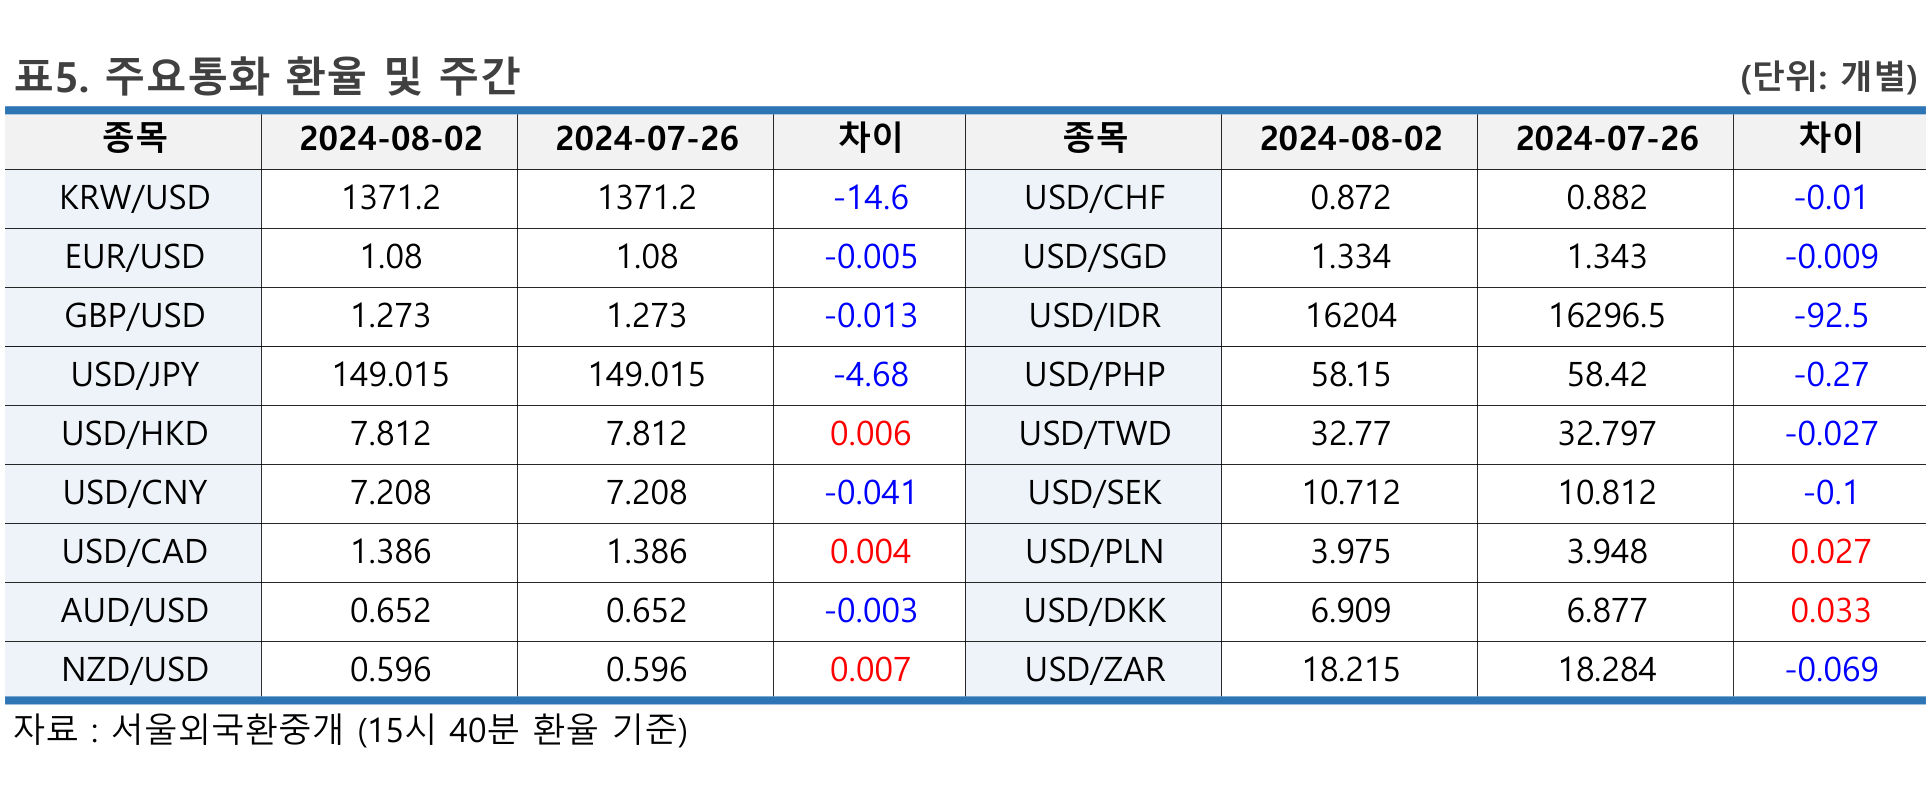 표5. 주요통화 환율 및 주간 (단위: 개별)
종목 2024-08-02 2024-07-26 차이 종목 2024-08-02 2024-07-26 차이
KRW/USD 1371.2 1371.2 -14.6 USD/CHF 0.872 0.882 -0.01
EUR/USD 1.08 1.08 -0.005 USD/SGD 1.334 1.343 -0.009
GBP/USD 1.273 1.273 -0.013 USD/IDR 16204 16296.5 -92.5
USD/JPY 149.015 149.015 -4.68 USD/PHP 58.15 58.42 -0.27
USD/HKD 7.812 7.812 0.006 USD/TWD 32.77 32.797 -0.027
USD/CNY 7.208 7.208 -0.041 USD/SEK 10.712 10.812 -0.1
USD/CAD 1.386 1.386 0.004 USD/PLN 3.975 3.948 0.027
AUD/USD 0.652 0.652 -0.003 USD/DKK 6.909 6.877 0.033
NZD/USD 0.596 0.596 0.007 USD/ZAR 18.215 18.284 -0.069
자료 : 서울외국환중개 (15시 40분 환율 기준)